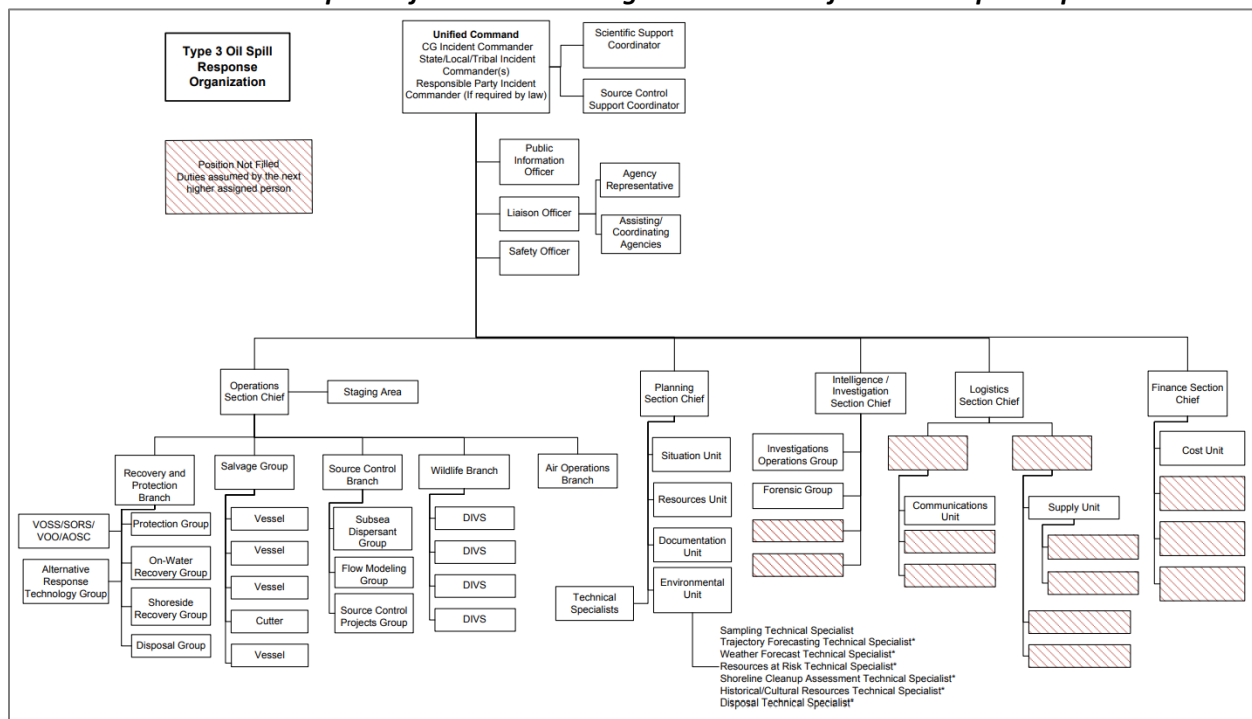 Type 3 Oil Spill
Response
Organization
Position Not Filled
Duties assumed by the next
higher assigned person
Unified Command
CG Incident Commander
State/Local/Tribal Incident
Commander(s)
Responsible Party Incident
Commander (If required by law)
Scientific Support
Coordinator
Source Control
Support Coordinator
Public
Information
Officer
Liaison Officer
Safety Officer
Agency
Representative
Assisting/
Coordinating
Agencies
Operations
Section Chief
Staging Area
Planning
Section Chief
Intelligence /
Investigation
Section Chief
Logistics
Section Chief
Finance Section
Chief
Recovery and
Protection
Branch
VOSS/SORS/
VOO/AOSC
Alternative
Response
Technology Group
Protection Group
On-Water
Recovery Group
Shoreside
Recovery Group
Disposal Group
Salvage Group
Vessel
Vessel
Vessel
Cutter
Vessel
Source Control
Branch
Subsea
Dispersant
Group
Flow Modeling
Group
Source Control
Projects Group
Wildlife Branch
DIVS
DIVS
DIVS
DIVS
Air Operations
Branch
Situation Unit
Resources Unit
Documentation
Unit
Environmental
Unit
Technical
Specialists
Sampling Technical Specialist
Trajectory Forecasting Technical Specialist*
Weather Forecast Technical Specialist*
Resources at Risk Technical Specialist*
Shoreline Cleanup Assessment Technical Specialist*
Historical/Cultural Resources Technical Specialist*
Disposal Technical Specialist*
Investigations
Operations Group
Forensic Group
Communications
Unit
Supply Unit
Cost Unit